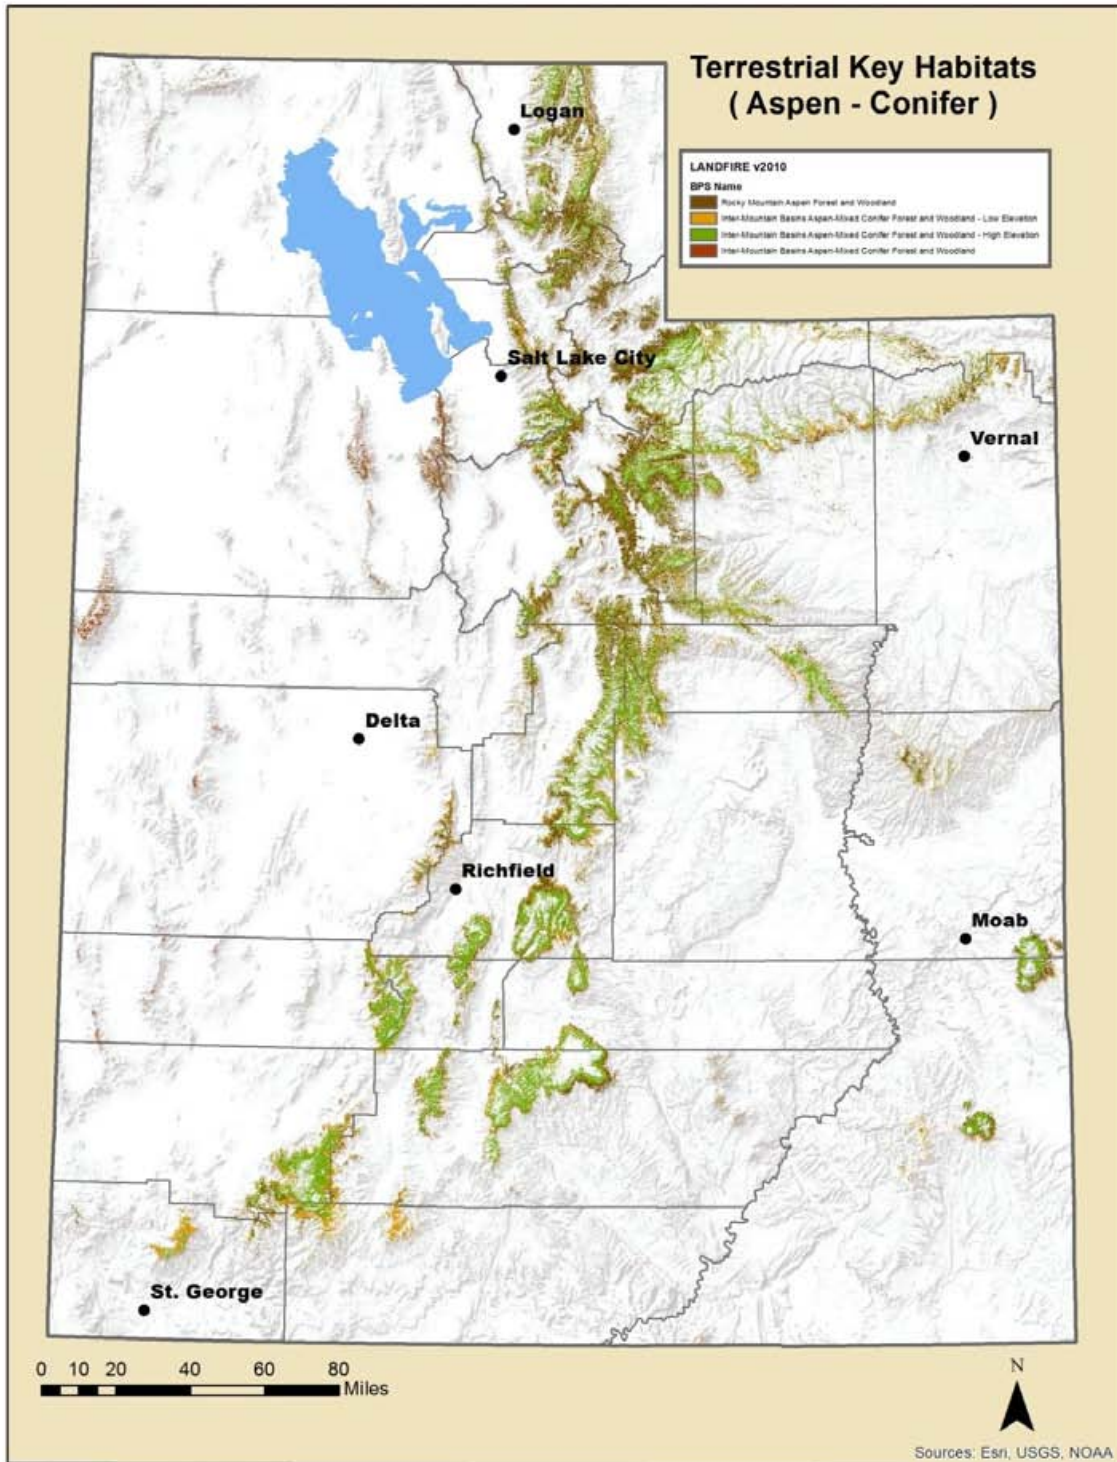 Terrestrial Key Habitats
( Aspen - Conifer )
LANDFIRE v2010
BPS Name
Rocky Mountain Aspen Forest and Woodland
Inter-Mountain Basins Aspen-Mixed Conifer Forest and Woodland - Low Elevation
Inter-Mountain Basins Aspen-Mixed Conifer Forest and Woodland - High Elevation
Inter-Mountain Basins Aspen-Mixed Conifer Forest and Woodland
Logan
Salt Lake City
Vernal
Delta
Richfield
Moab
St. George
0 10 20 40 60 80
Miles
N
Sources: Esri, USGS, NOAA